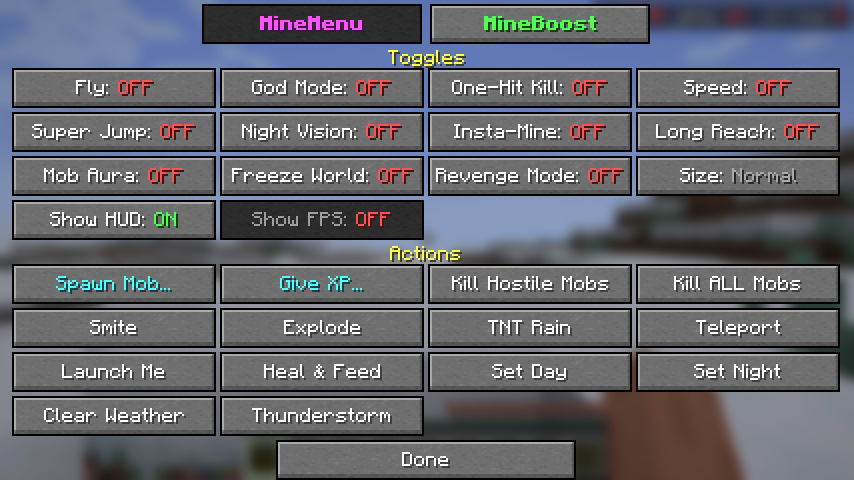 MineMenu MineBoost
Toggles
Fly: OFF God Mode: OFF One-Hit Kill: OFF Speed: OFF
Super Jump: OFF Night Vision: OFF Insta-Mine: OFF Long Reach: OFF
Mob Aura: OFF Freeze World: OFF Revenge Mode: OFF Size: Normal
Show HUD: ON Show FPS: OFF
Actions
Spawn Mob... Give XP... Kill Hostile Mobs Kill ALL Mobs
Smite Explode TNT Rain Teleport
Launch Me Heal & Feed Set Day Set Night
Clear Weather Thunderstorm
Done